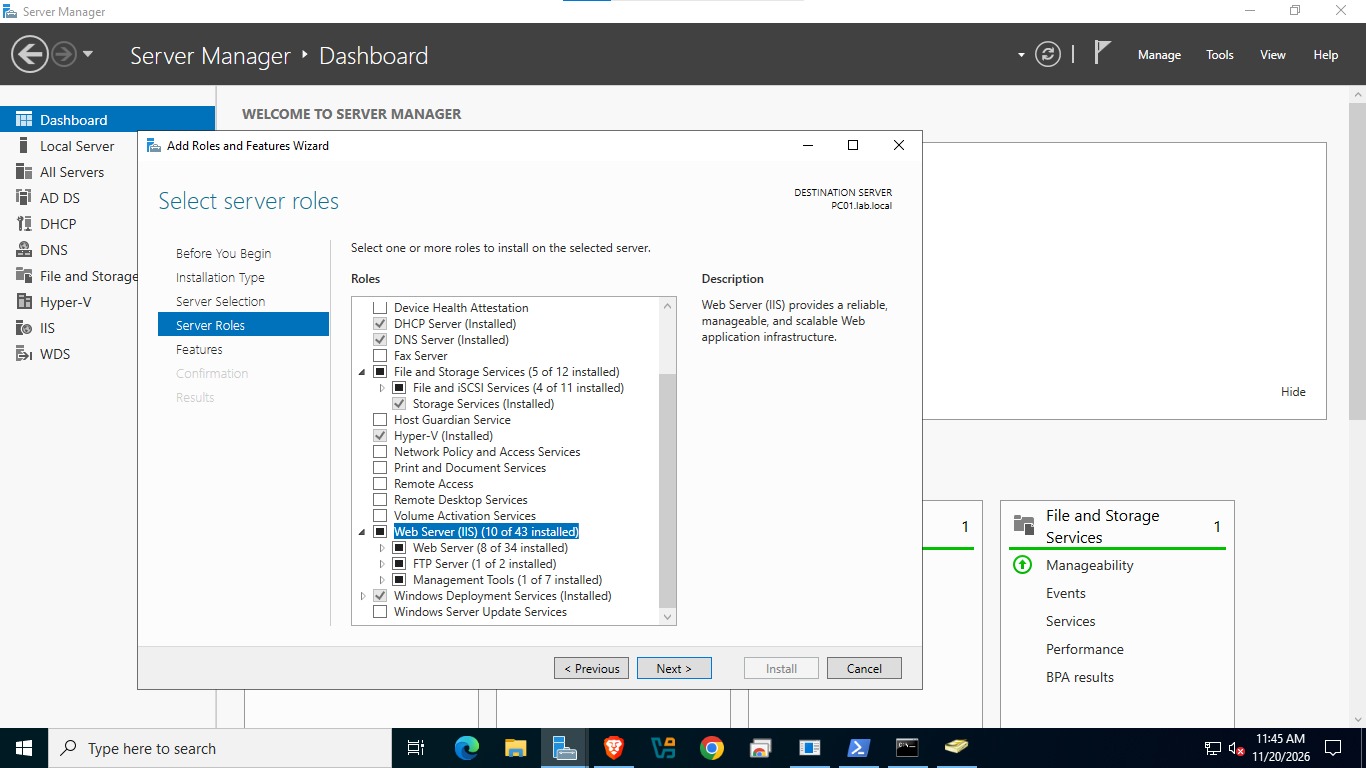 Server Manager
Server Manager ‣ Dashboard
Manage Tools View Help
Dashboard
Local Server
All Servers
AD DS
DHCP
DNS
File and Storage
Hyper-V
IIS
WDS
WELCOME TO SERVER MANAGER
Hide
Add Roles and Features Wizard
Select server roles
DESTINATION SERVER
PC01.lab.local
Before You Begin
Installation Type
Server Selection
Server Roles
Features
Confirmation
Results
Select one or more roles to install on the selected server.
Roles
Device Health Attestation
DHCP Server (Installed)
DNS Server (Installed)
Fax Server
File and Storage Services (5 of 12 installed)
File and iSCSI Services (4 of 11 installed)
Storage Services (Installed)
Host Guardian Service
Hyper-V (Installed)
Network Policy and Access Services
Print and Document Services
Remote Access
Remote Desktop Services
Volume Activation Services
Web Server (IIS) (10 of 43 installed)
Web Server (8 of 34 installed)
FTP Server (1 of 2 installed)
Management Tools (1 of 7 installed)
Windows Deployment Services (Installed)
Windows Server Update Services
Description
Web Server (IIS) provides a reliable,
manageable, and scalable Web
application infrastructure.
< Previous
Next >
Install
Cancel
1
File and Storage
Services
1
Manageability
Events
Services
Performance
BPA results
Type here to search
11:45 AM
11/20/2026